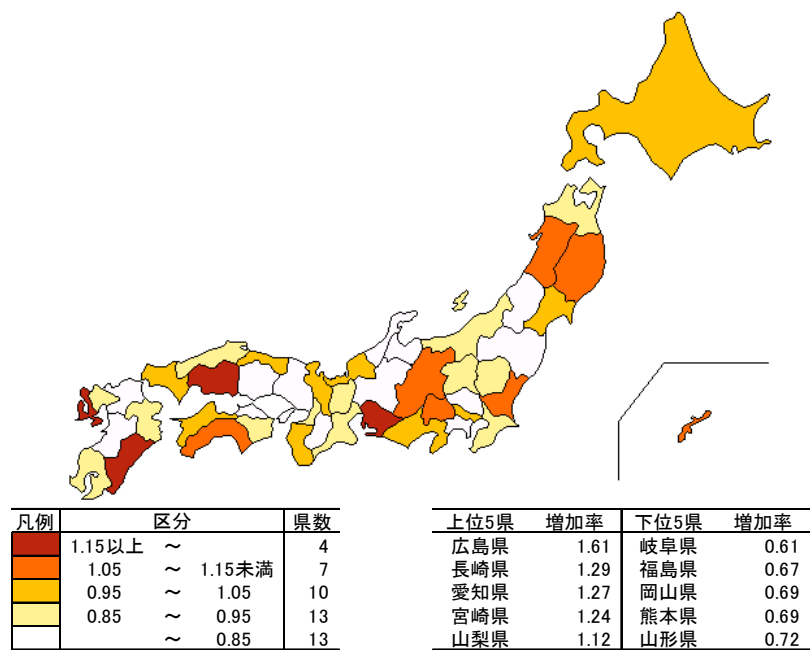 凡例 区分 県数
1.15以上 ～ 4
1.05 ～ 1.15未満 7
0.95 ～ 1.05 10
0.85 ～ 0.95 13
～ 0.85 13
上位5県 増加率 下位5県 増加率
広島県 1.61 岐阜県 0.61
長崎県 1.29 福島県 0.67
愛知県 1.27 岡山県 0.69
宮崎県 1.24 熊本県 0.69
山梨県 1.12 山形県 0.72